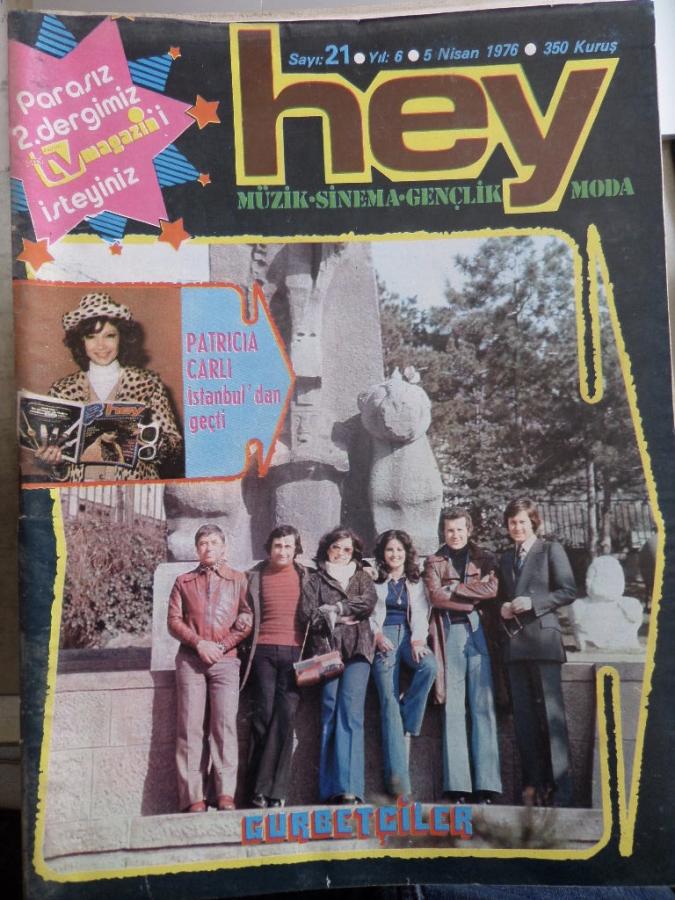 Sayı: 21 ● Yıl: 6 ● 5 Nisan 1976 ● 350 Kuruş
hey
MÜZİK·SİNEMA·GENÇLİK MODA
Parasız
2.dergimiz
tv magazin'i
isteyiniz
PATRICIA
CARLI
İstanbul'dan
geçti
hey
GURBETÇİLER